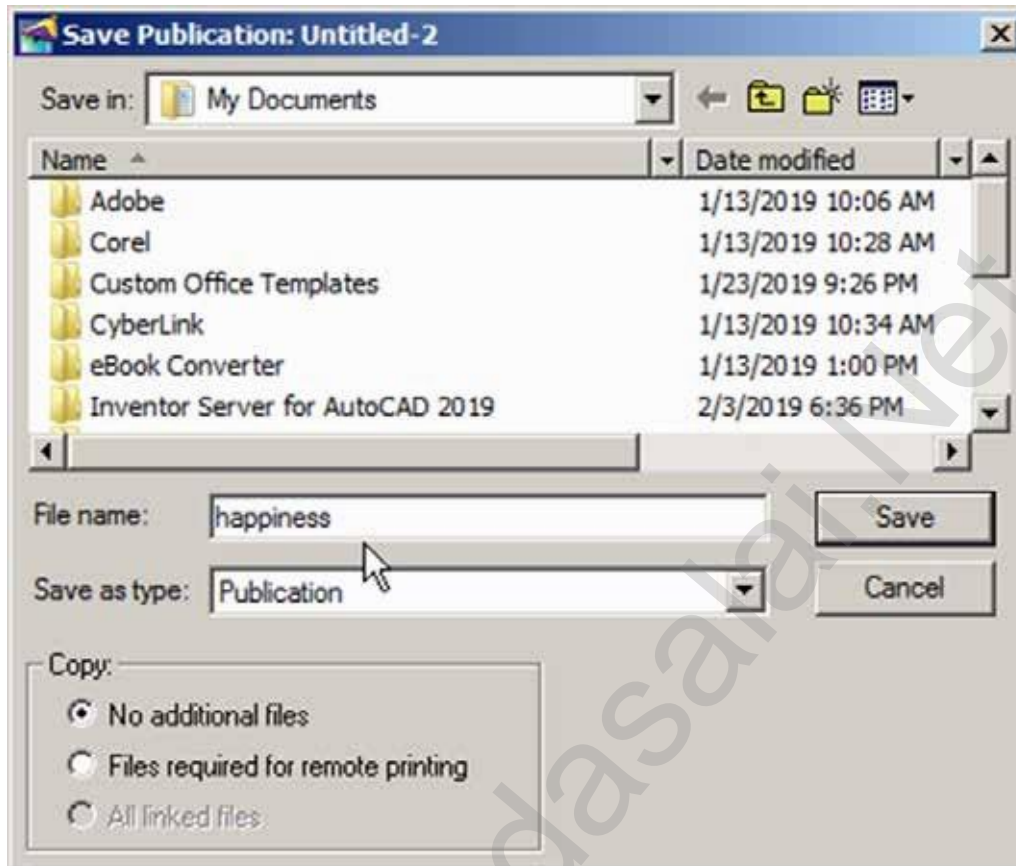 Save Publication: Untitled-2
Save in: My Documents
Name Date modified
Adobe 1/13/2019 10:06 AM
Corel 1/13/2019 10:28 AM
Custom Office Templates 1/23/2019 9:26 PM
CyberLink 1/13/2019 10:34 AM
eBook Converter 1/13/2019 1:00 PM
Inventor Server for AutoCAD 2019 2/3/2019 6:36 PM
File name: happiness Save
Save as type: Publication Cancel
Copy:
No additional files
Files required for remote printing
All linked files
dasalai.Net